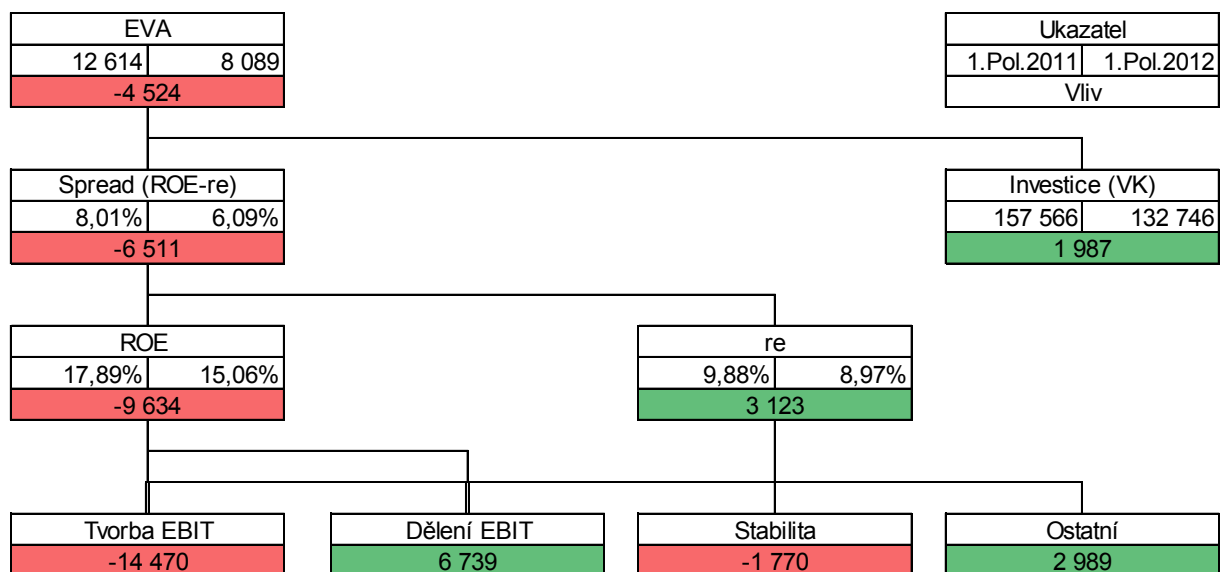 EVA
12 614 8 089
-4 524
Ukazatel
1.Pol.2011 1.Pol.2012
Vliv
Spread (ROE-re)
8,01% 6,09%
-6 511
Investice (VK)
157 566 132 746
1 987
ROE
17,89% 15,06%
-9 634
re
9,88% 8,97%
3 123
Tvorba EBIT
-14 470
Dělení EBIT
6 739
Stabilita
-1 770
Ostatní
2 989